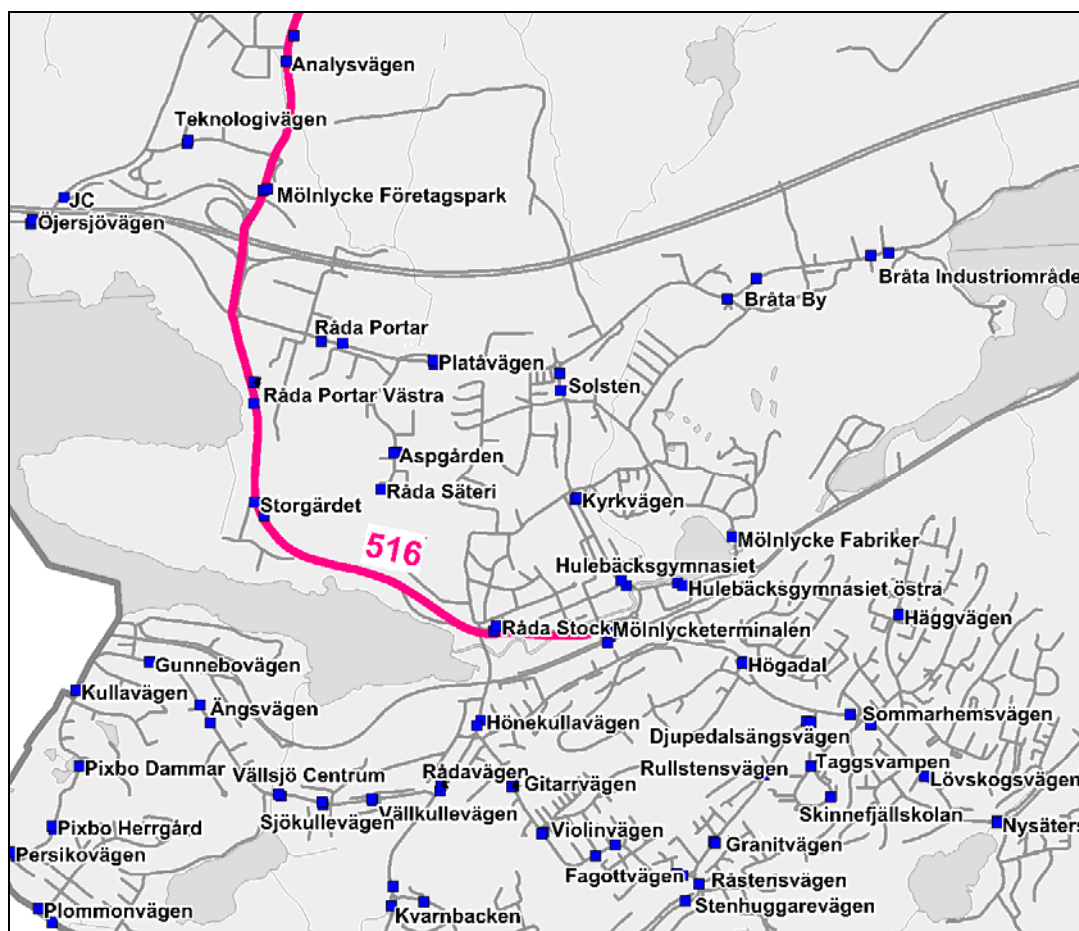 Analysvägen
Teknologivägen
JC
Mölnlycke Företagspark
Öjersjövägen
Bråta Industriområde
Bråta By
Råda Portar
Platåvägen
Solsten
Råda Portar Västra
Aspgården
Råda Säteri
Kyrkvägen
Storgärdet
516
Mölnlycke Fabriker
Hulebäcksgymnasiet
Hulebäcksgymnasiet östra
Häggvägen
Råda Stock
Mölnlycketerminalen
Gunnebovägen
Högadal
Kullavägen
Ängsvägen
Hönekullavägen
Sommarhemsvägen
Djupedalsängsvägen
Pixbo Dammar
Vällsjö Centrum
Rådavägen
Gitarrvägen
Rullstensvägen
Taggsvampen
Lövskogsvägen
Sjökullevägen
Vällkullevägen
Skinnefjällskolan
Pixbo Herrgård
Violinvägen
Nysäters
Persikovägen
Granitvägen
Fagottvägen
Råstensvägen
Plommonvägen
Kvarnbacken
Stenhuggarevägen